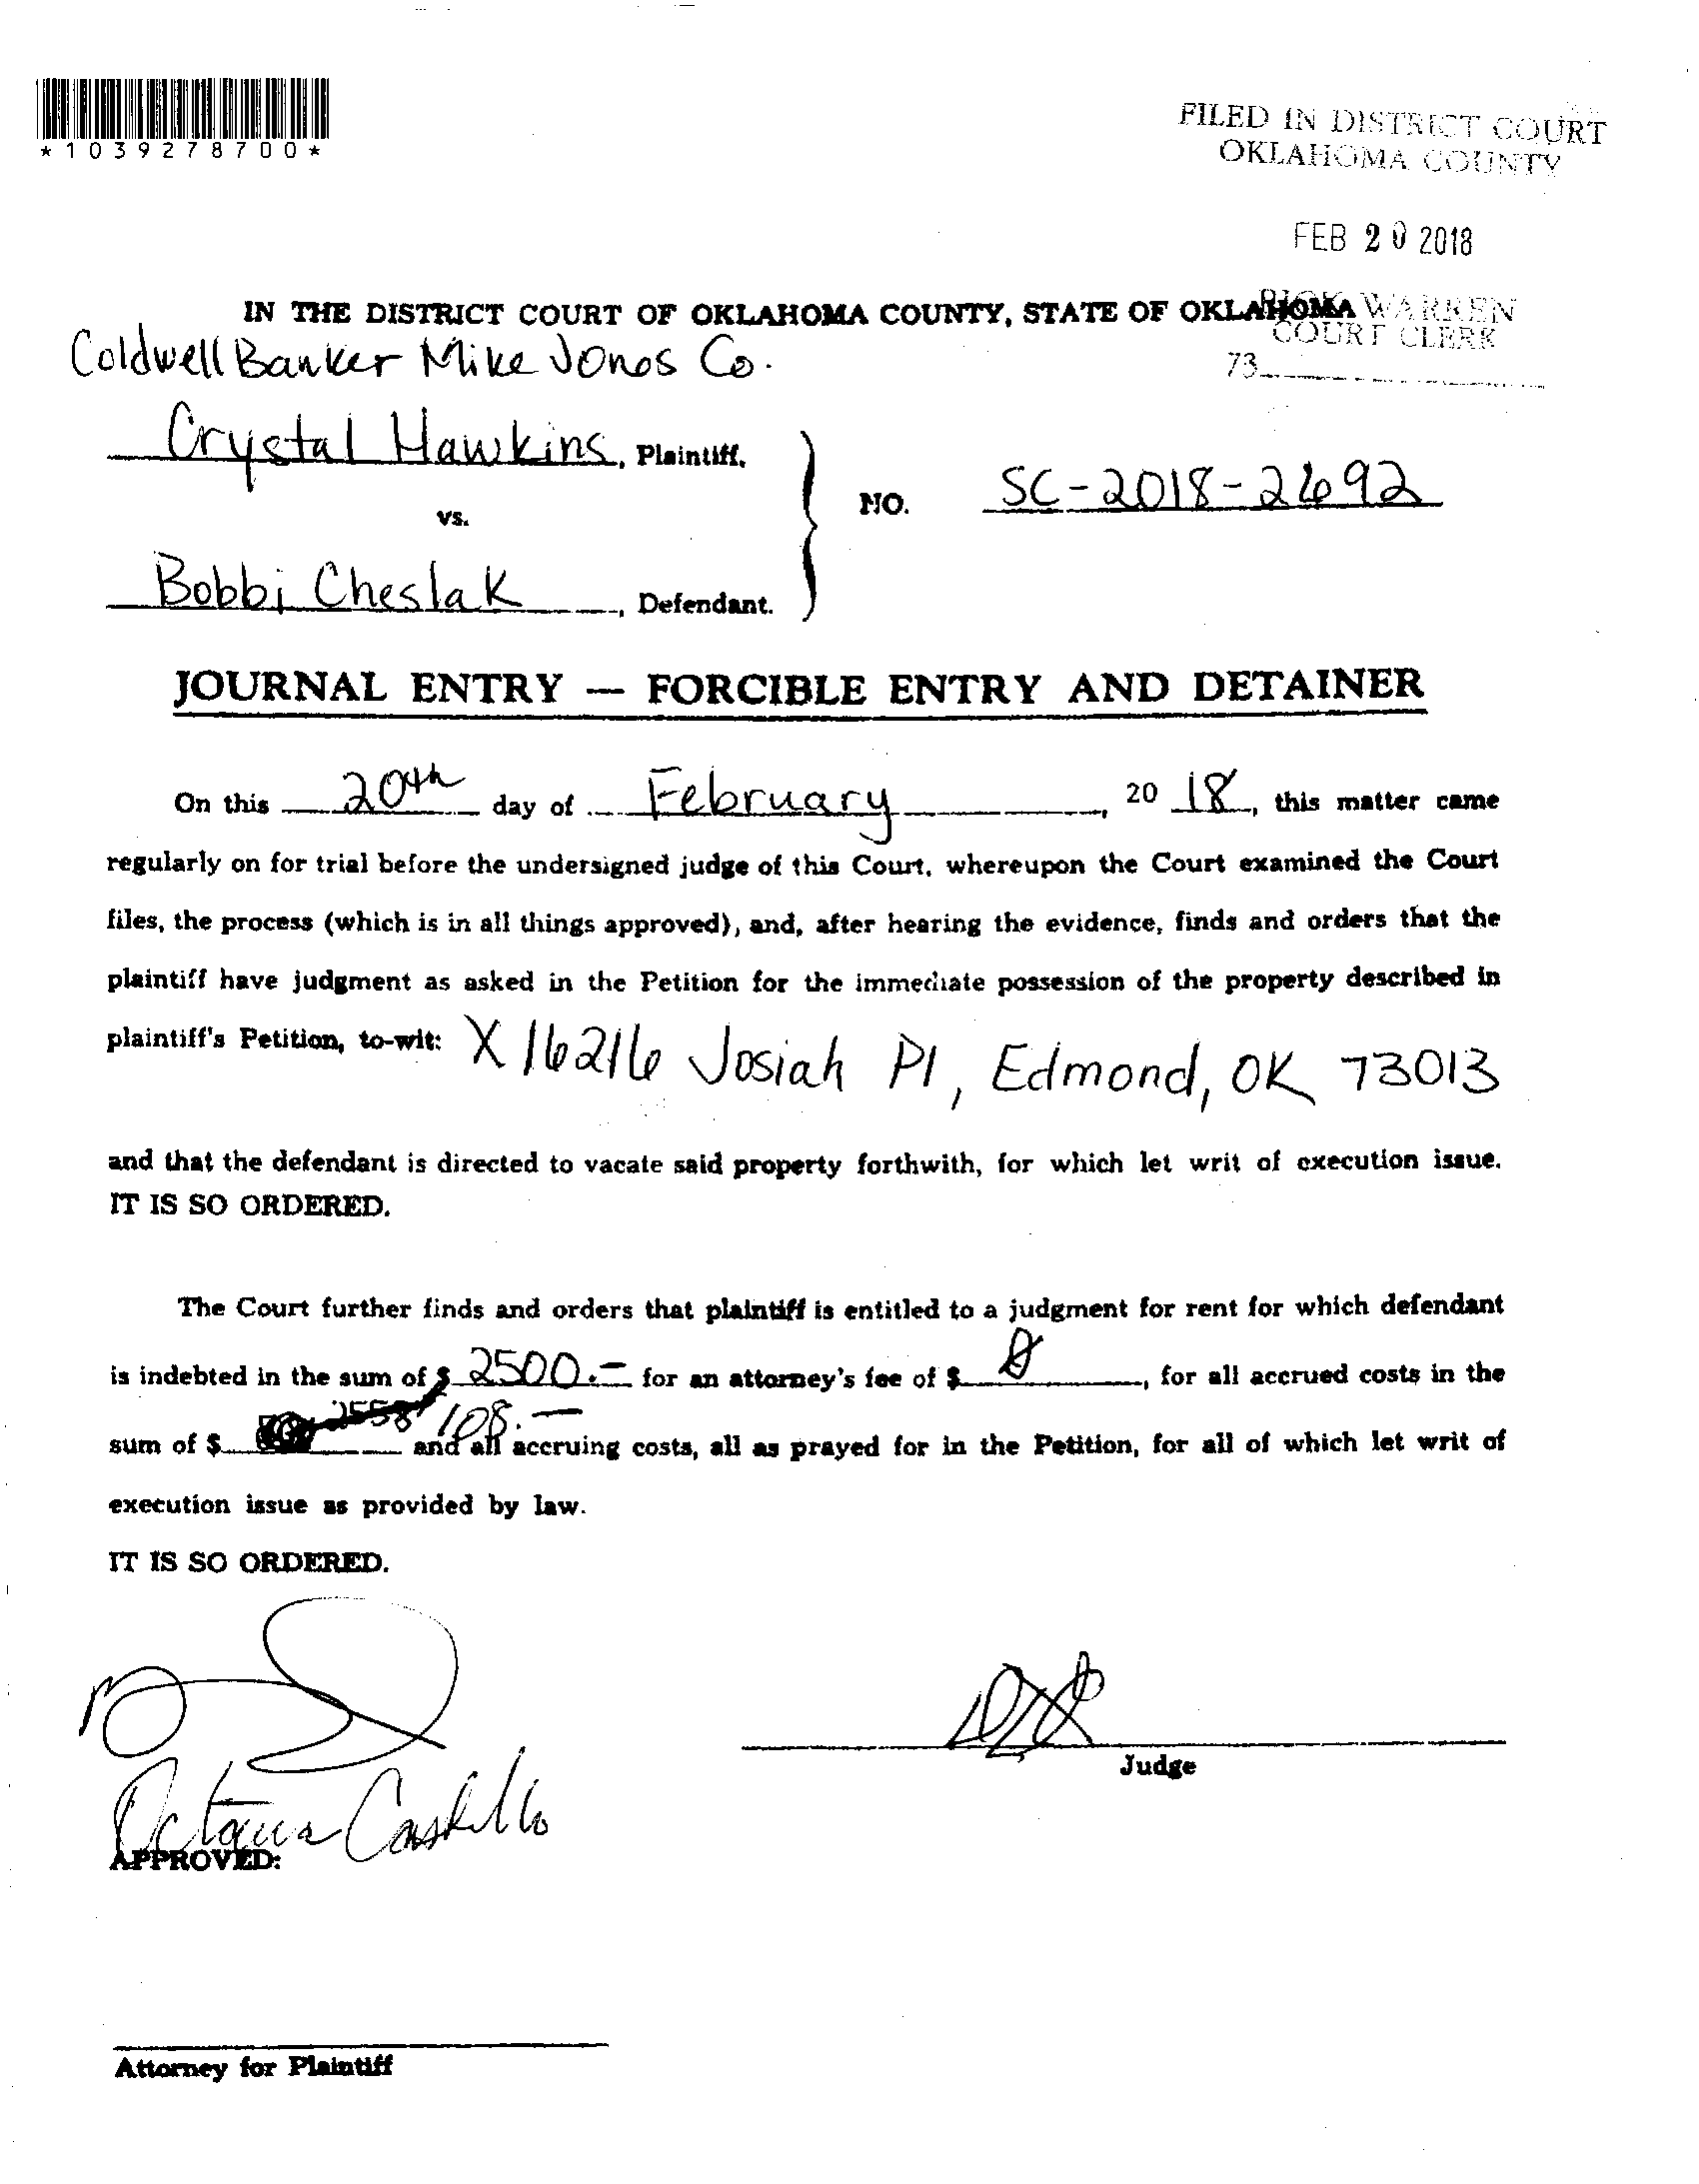 *1039278700*
FILED IN DISTRICT COURT
OKLAHOMA COUNTY
FEB 20 2018
RICK WARREN
COURT CLERK
73
IN THE DISTRICT COURT OF OKLAHOMA COUNTY, STATE OF OKLAHOMA
Coldwell Banker Mike Jones Co.
Crystal Hawkins, Plaintiff,
vs.
NO. SC-2018-2692
Bobbi Cheslak, Defendant.
JOURNAL ENTRY — FORCIBLE ENTRY AND DETAINER
On this 20th day of February, 20 18, this matter came
regularly on for trial before the undersigned judge of this Court, whereupon the Court examined the Court
files, the process (which is in all things approved), and, after hearing the evidence, finds and orders that the
plaintiff have judgment as asked in the Petition for the immediate possession of the property described in
plaintiff's Petition, to-wit: X 16216 Josiah Pl, Edmond, OK 73013
and that the defendant is directed to vacate said property forthwith, for which let writ of execution issue.
IT IS SO ORDERED.
The Court further finds and orders that plaintiff is entitled to a judgment for rent for which defendant
is indebted in the sum of $ 2500.– for an attorney's fee of $ 0, for all accrued costs in the
sum of $ 108.– and all accruing costs, all as prayed for in the Petition, for all of which let writ of
execution issue as provided by law.
IT IS SO ORDERED.
Judge
Octavia Castillo
APPROVED:
Attorney for Plaintiff